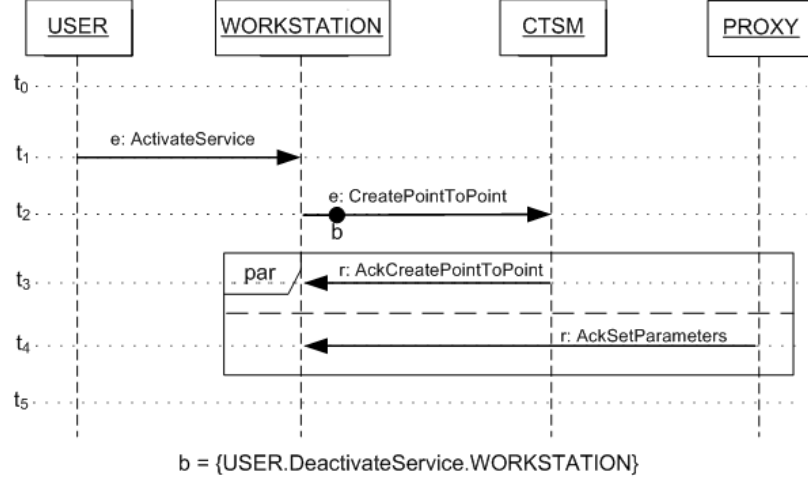 USER WORKSTATION CTSM PROXY
t0
e: ActivateService
t1
e: CreatePointToPoint
t2
b
par
r: AckCreatePointToPoint
t3
r: AckSetParameters
t4
t5
b = {USER.DeactivateService.WORKSTATION}